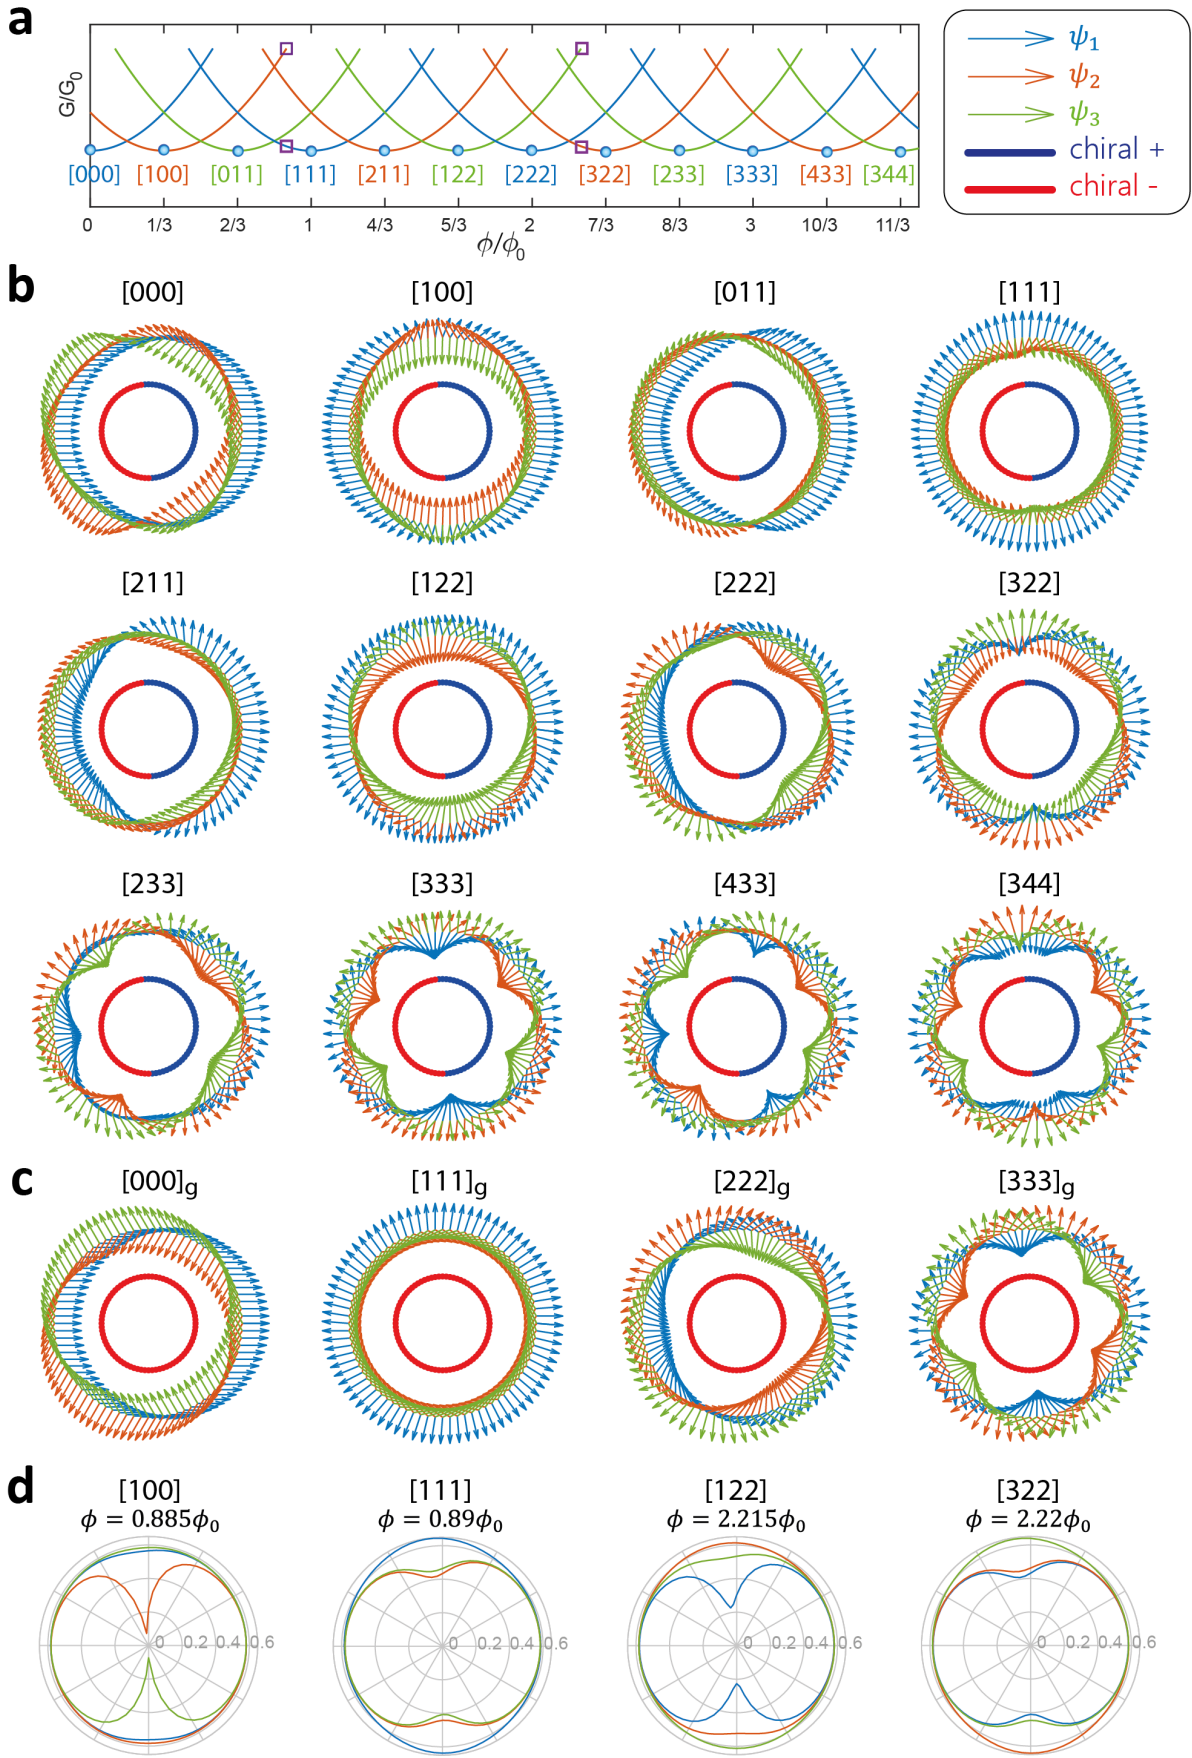 a
G/G0
[000] [100] [011] [111] [211] [122] [222] [322] [233] [333] [433] [344]
0 1/3 2/3 1 4/3 5/3 2 7/3 8/3 3 10/3 11/3
ϕ/ϕ0
ψ1
ψ2
ψ3
chiral +
chiral -
b
[000] [100] [011] [111]
[211] [122] [222] [322]
[233] [333] [433] [344]
c
[000]g [111]g [222]g [333]g
d
[100] [111] [122] [322]
ϕ = 0.885ϕ0 ϕ = 0.89ϕ0 ϕ = 2.215ϕ0 ϕ = 2.22ϕ0
0 0.2 0.4 0.6 0 0.2 0.4 0.6 0 0.2 0.4 0.6 0 0.2 0.4 0.6